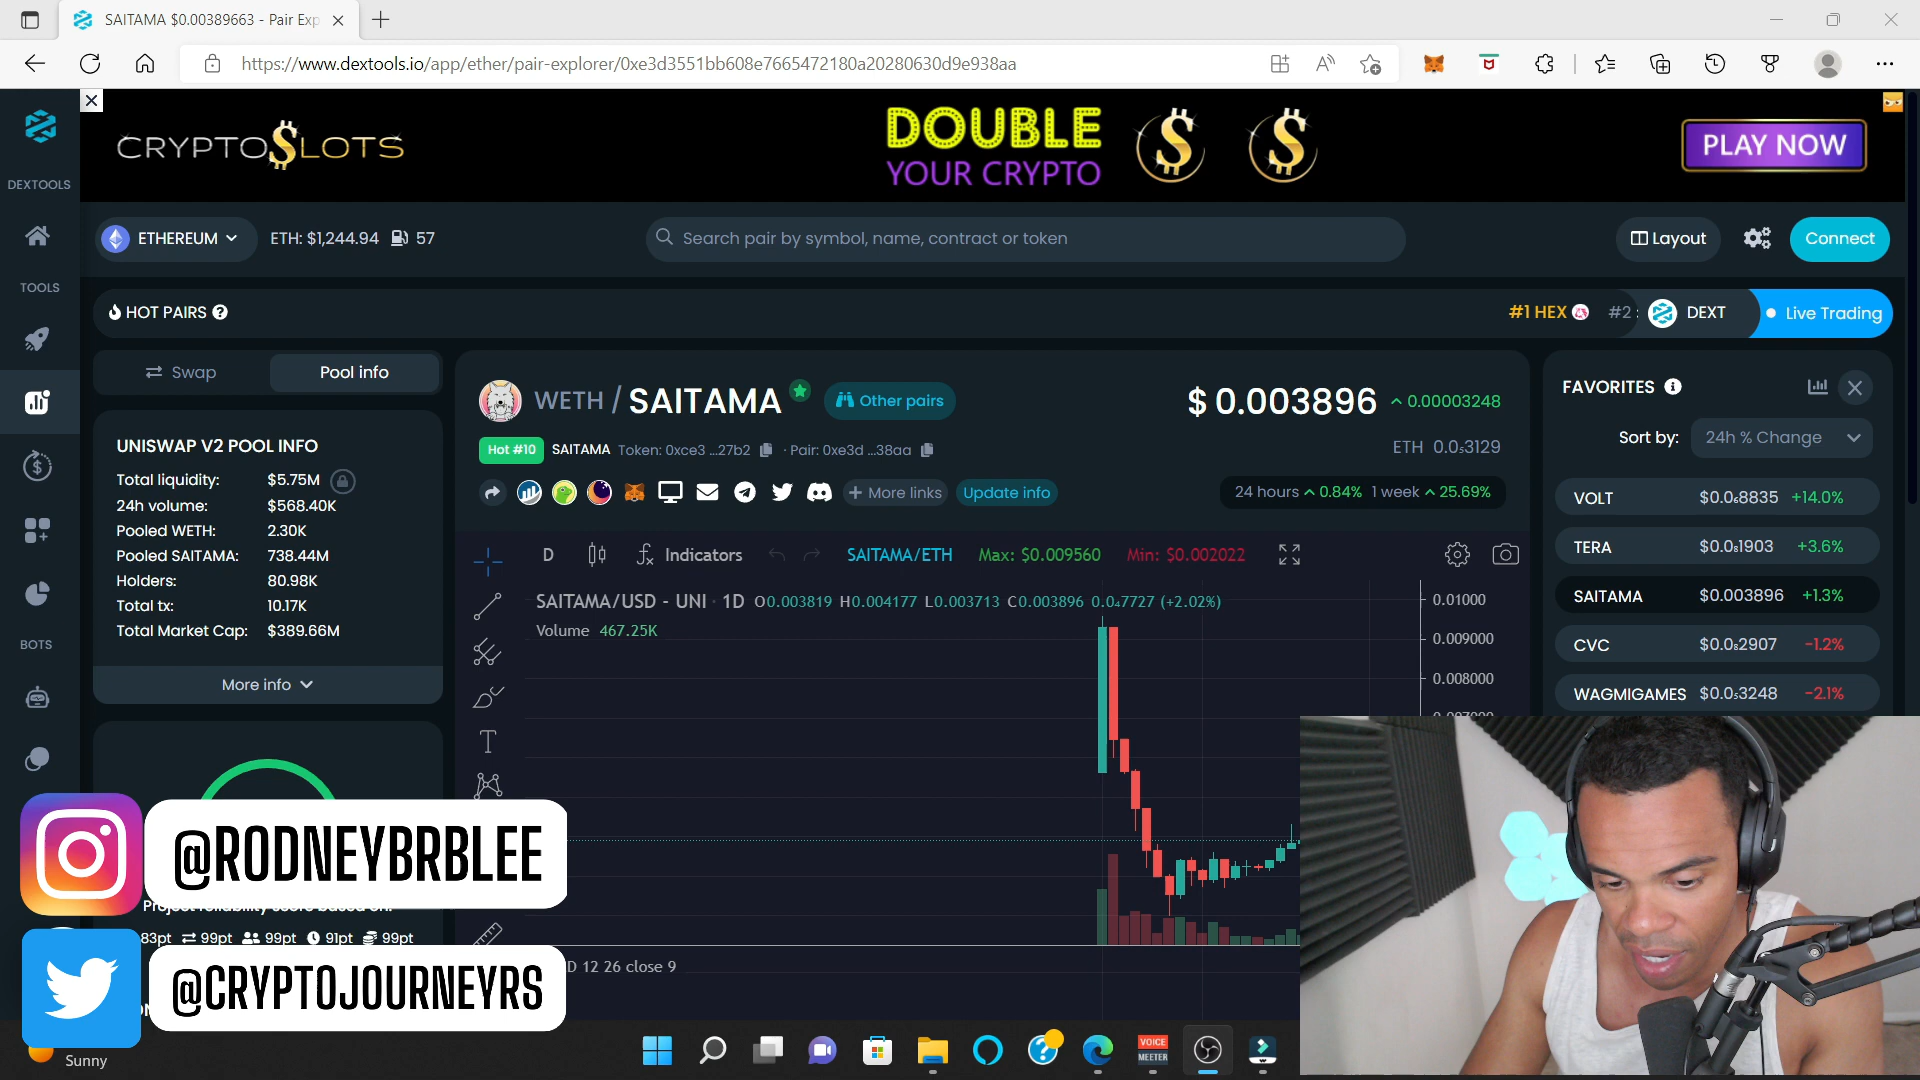 SAITAMA $0.00389663 - Pair Exp
https://www.dextools.io/app/ether/pair-explorer/0xe3d3551bb608e7665472180a20280630d9e938aa
CRYPTO$LOTS
DOUBLE
YOUR CRYPTO
PLAY NOW
DEXTOOLS
ETHEREUM
ETH: $1,244.94
57
Search pair by symbol, name, contract or token
Layout
Connect
TOOLS
HOT PAIRS
#1 HEX
#2
DEXT
Live Trading
Swap
Pool info
UNISWAP V2 POOL INFO
Total liquidity: $5.75M
24h volume: $568.40K
Pooled WETH: 2.30K
Pooled SAITAMA: 738.44M
Holders: 80.98K
Total tx: 10.17K
Total Market Cap: $389.66M
More info
BOTS
WETH / SAITAMA
Other pairs
$ 0.003896
0.00003248
Hot #10
SAITAMA Token: 0xce3 ...27b2 · Pair: 0xe3d ...38aa
ETH 0.0₅3129
+ More links
Update info
24 hours 0.84% 1 week 25.69%
D
Indicators
SAITAMA/ETH
Max: $0.009560
Min: $0.002022
SAITAMA/USD - UNI · 1D O0.003819 H0.004177 L0.003713 C0.003896 0.0₄7727 (+2.02%)
Volume 467.25K
0.01000
0.009000
0.008000
FAVORITES
Sort by: 24h % Change
VOLT $0.0₆8835 +14.0%
TERA $0.0₈1903 +3.6%
SAITAMA $0.003896 +1.3%
CVC $0.0₈2907 -1.2%
WAGMIGAMES $0.0₅3248 -2.1%
@RODNEYBRBLEE
83pt 99pt 99pt 91pt 99pt
D 12 26 close 9
@CRYPTOJOURNEYRS
Sunny
VOICE
MEETER